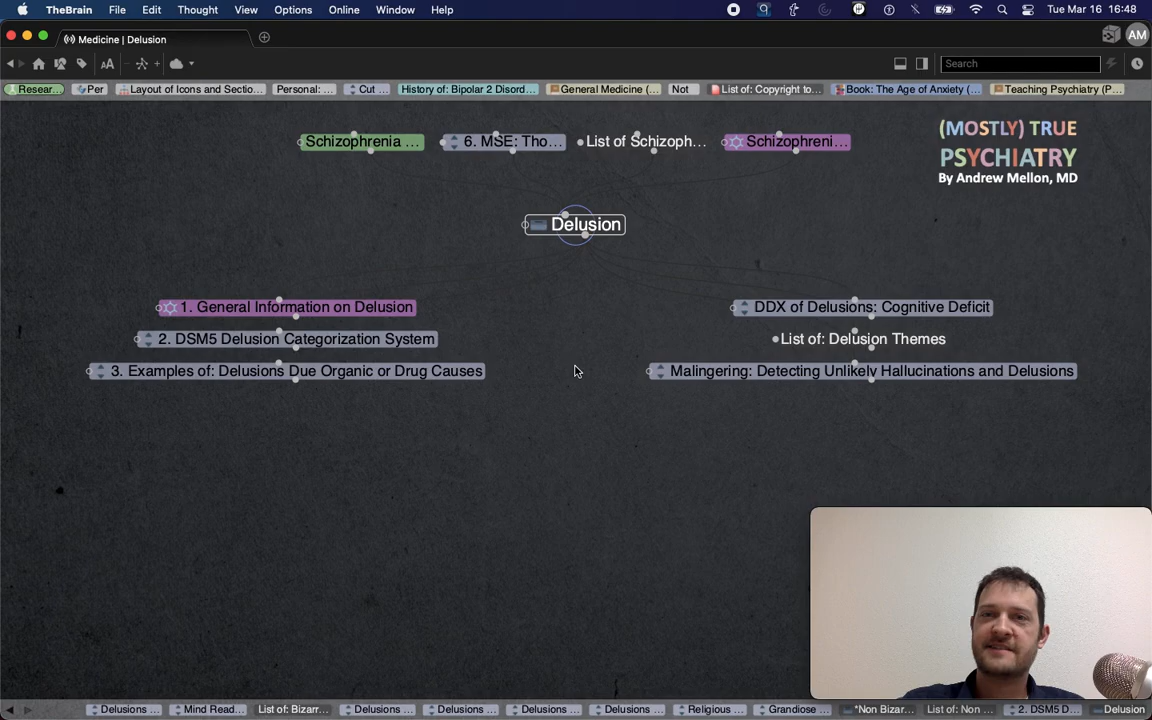 TheBrain File Edit Thought View Options Online Window Help Tue Mar 16 16:48
Medicine | Delusion AM
AA Search
Resear... Per Layout of Icons and Sectio... Personal: ... Cut ... History of: Bipolar 2 Disord... General Medicine (... Not List of: Copyright to... Book: The Age of Anxiety (... Teaching Psychiatry (P...
Schizophrenia ... 6. MSE: Tho... List of Schizoph... Schizophreni...
(MOSTLY) TRUE
PSYCHIATRY
By Andrew Mellon, MD
Delusion
1. General Information on Delusion
2. DSM5 Delusion Categorization System
3. Examples of: Delusions Due Organic or Drug Causes
DDX of Delusions: Cognitive Deficit
List of: Delusion Themes
Malingering: Detecting Unlikely Hallucinations and Delusions
Delusions ... Mind Read... List of: Bizarr... Delusions ... Delusions ... Delusions ... Delusions ... Religious ... Grandiose ... *Non Bizar... List of: Non ... 2. DSM5 D... Delusion